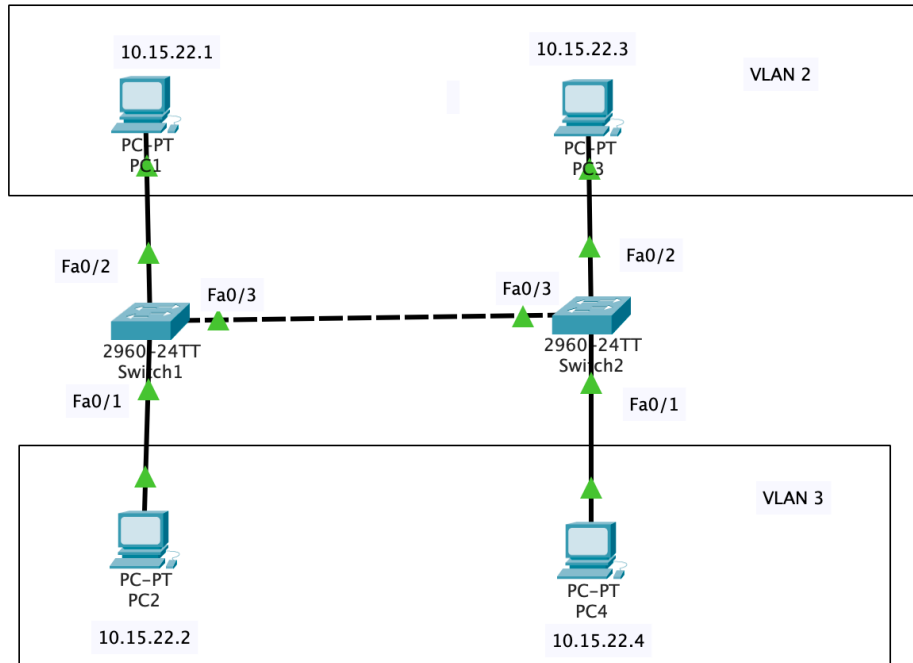 10.15.22.1
10.15.22.3
VLAN 2
PC-PT
PC1
PC-PT
PC3
Fa0/2
Fa0/2
Fa0/3
Fa0/3
2960-24TT
Switch1
2960-24TT
Switch2
Fa0/1
Fa0/1
VLAN 3
PC-PT
PC2
PC-PT
PC4
10.15.22.2
10.15.22.4